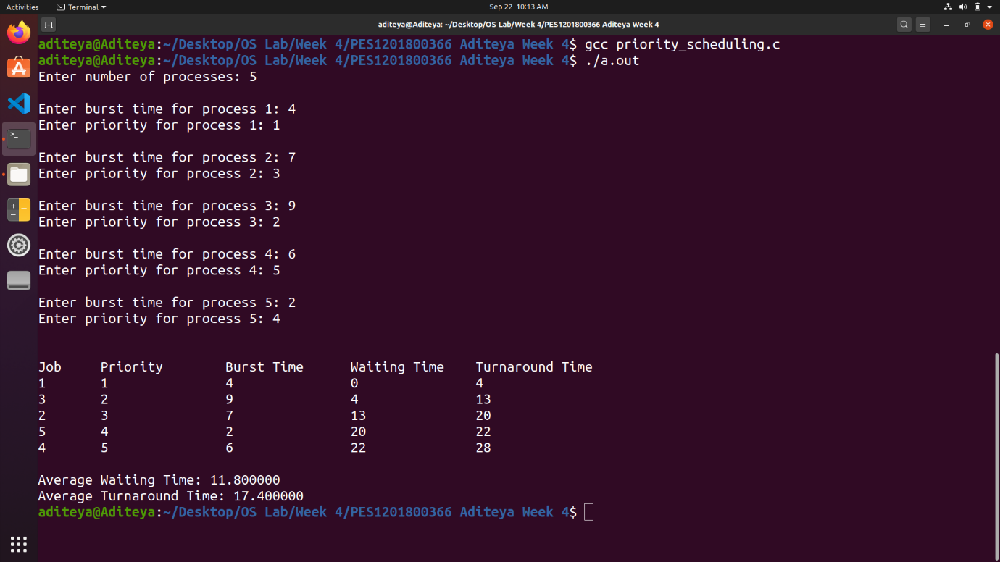 Activities Terminal Sep 22 10:13 AM
aditeya@Aditeya: ~/Desktop/OS Lab/Week 4/PES1201800366 Aditeya Week 4
aditeya@Aditeya:~/Desktop/OS Lab/Week 4/PES1201800366 Aditeya Week 4$ gcc priority_scheduling.c
aditeya@Aditeya:~/Desktop/OS Lab/Week 4/PES1201800366 Aditeya Week 4$ ./a.out
Enter number of processes: 5
Enter burst time for process 1: 4
Enter priority for process 1: 1
Enter burst time for process 2: 7
Enter priority for process 2: 3
Enter burst time for process 3: 9
Enter priority for process 3: 2
Enter burst time for process 4: 6
Enter priority for process 4: 5
Enter burst time for process 5: 2
Enter priority for process 5: 4
Job Priority Burst Time Waiting Time Turnaround Time
1 1 4 0 4
3 2 9 4 13
2 3 7 13 20
5 4 2 20 22
4 5 6 22 28
Average Waiting Time: 11.800000
Average Turnaround Time: 17.400000
aditeya@Aditeya:~/Desktop/OS Lab/Week 4/PES1201800366 Aditeya Week 4$